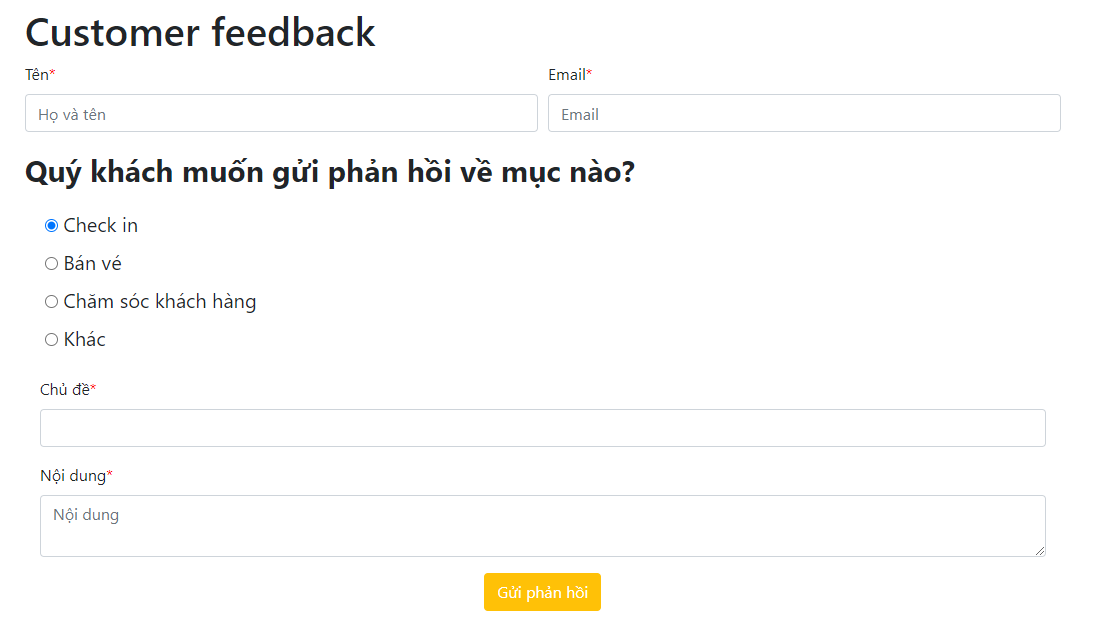 Customer feedback
Tên* Email*
Họ và tên Email
Quý khách muốn gửi phản hồi về mục nào?
Check in
Bán vé
Chăm sóc khách hàng
Khác
Chủ đề*
Nội dung*
Nội dung
Gửi phản hồi